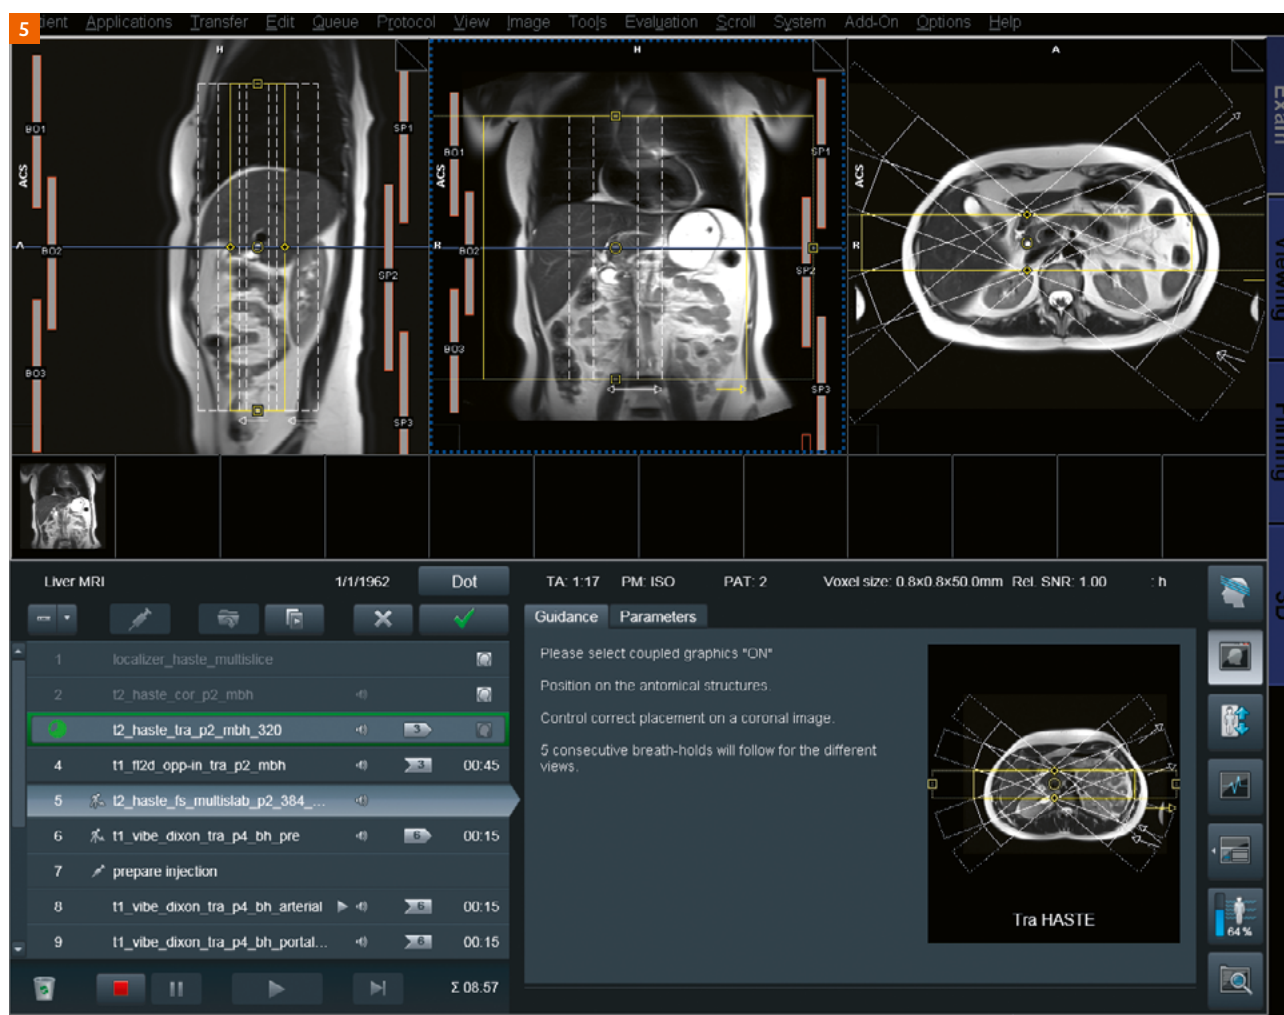 5
ient Applications Transfer Edit Queue Protocol View Image Tools Evaluation Scroll System Add-On Options Help
H
H
A
BO1
ACS
SP1
BO1
ACS
SP1
ACS
A
BO2
SP2
R
BO2
SP2
R
BO3
SP3
BO3
SP3
Liver MRI 1/1/1962 Dot
TA: 1:17 PM: ISO PAT: 2 Voxel size: 0.8x0.8x50.0mm Rel. SNR: 1.00 : h
Guidance Parameters
Please select coupled graphics "ON"
Position on the antomical structures.
Control correct placement on a coronal image.
5 consecutive breath-holds will follow for the different
views.
Tra HASTE
1 localizer_haste_multislice
2 t2_haste_cor_p2_mbh
t2_haste_tra_p2_mbh_320 3
4 t1_fl2d_opp-in_tra_p2_mbh 3 00:45
5 t2_haste_fs_multislab_p2_384_...
6 t1_vibe_dixon_tra_p4_bh_pre 6 00:15
7 prepare injection
8 t1_vibe_dixon_tra_p4_bh_arterial 6 00:15
9 t1_vibe_dixon_tra_p4_bh_portal... 6 00:15
Σ 08:57
64 %